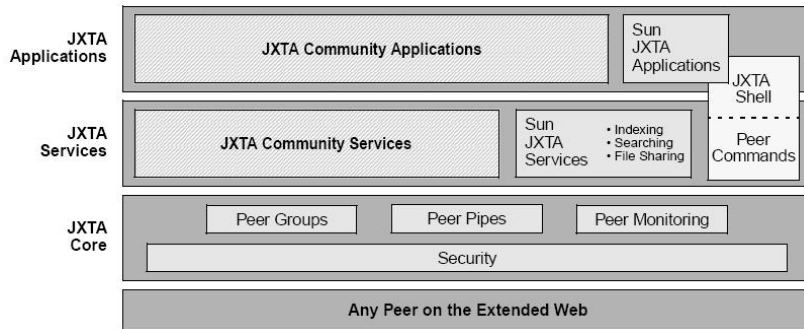 JXTA
Applications
JXTA Community Applications
Sun
JXTA
Applications
JXTA
Shell
Peer
Commands
JXTA
Services
JXTA Community Services
Sun
JXTA
Services
• Indexing
• Searching
• File Sharing
JXTA
Core
Peer Groups
Peer Pipes
Peer Monitoring
Security
Any Peer on the Extended Web